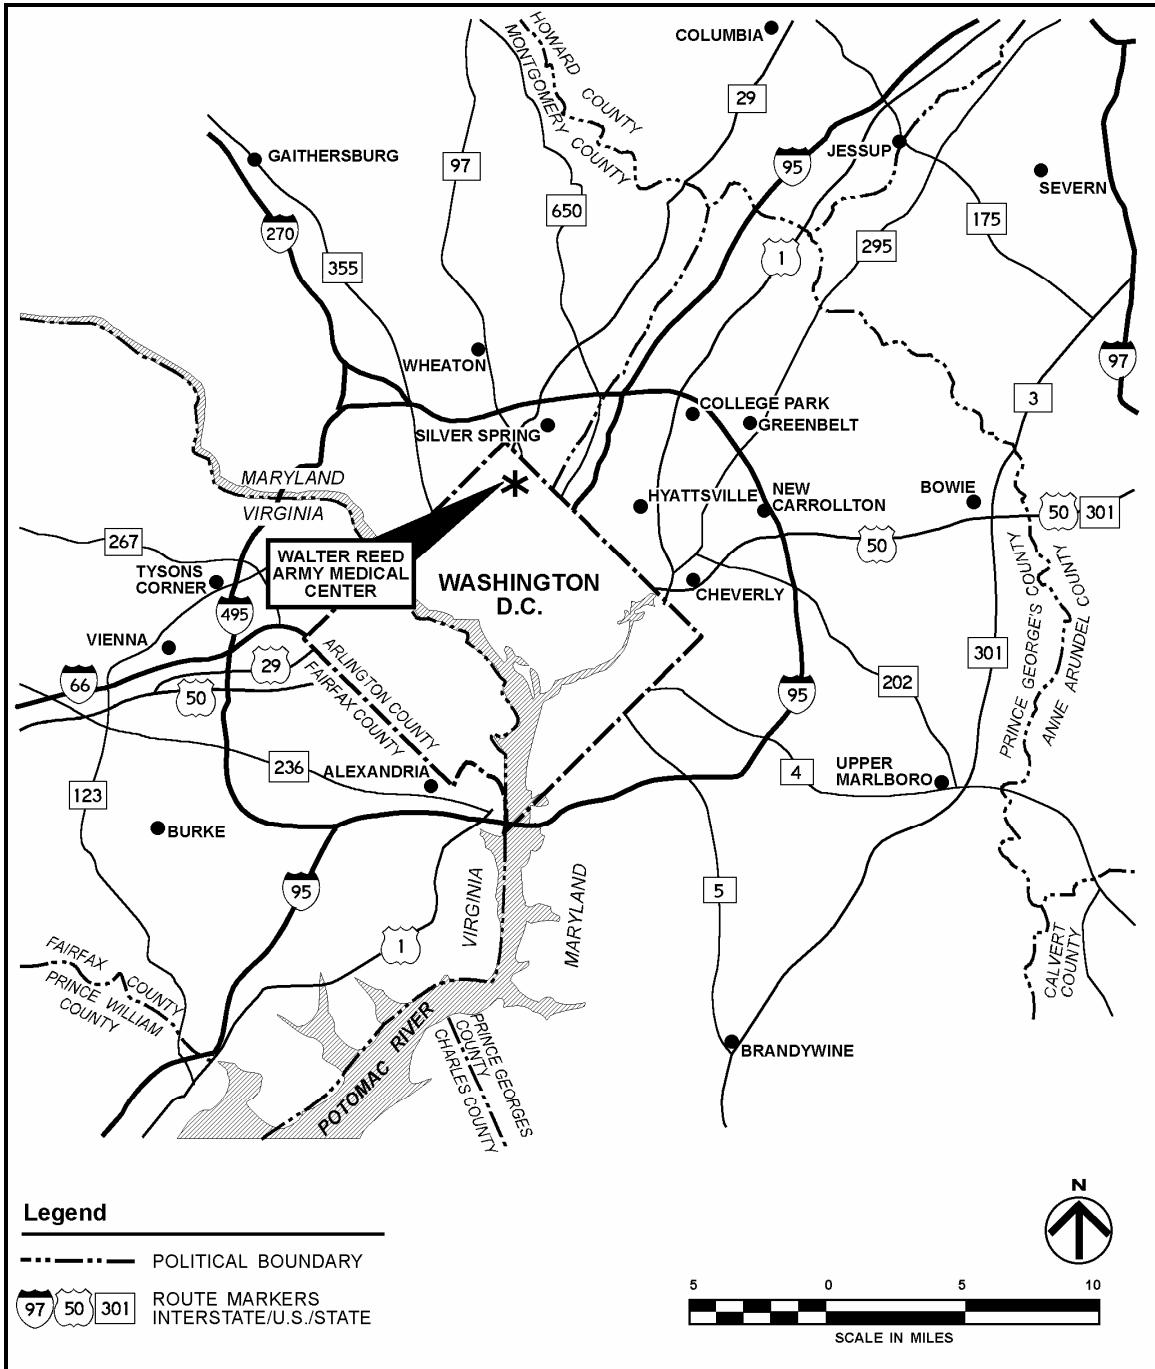 COLUMBIA
HOWARD COUNTY
MONTGOMERY COUNTY
29
95
JESSUP
GAITHERSBURG
97
SEVERN
650
175
270
295
1
355
WHEATON
97
3
COLLEGE PARK
GREENBELT
SILVER SPRING
MARYLAND
VIRGINIA
HYATTSVILLE
NEW
CARROLLTON
BOWIE
50
301
50
267
WALTER REED
ARMY MEDICAL
CENTER
TYSONS
CORNER
WASHINGTON
D.C.
CHEVERLY
495
VIENNA
29
66
50
ARLINGTON COUNTY
FAIRFAX COUNTY
301
202
95
PRINCE GEORGE'S COUNTY
ANNE ARUNDEL COUNTY
236
ALEXANDRIA
4
UPPER
MARLBORO
123
BURKE
95
5
VIRGINIA
MARYLAND
1
FAIRFAX COUNTY
PRINCE WILLIAM
COUNTY
CALVERT
COUNTY
POTOMAC RIVER
PRINCE GEORGES
COUNTY
CHARLES COUNTY
BRANDYWINE
N
Legend
POLITICAL BOUNDARY
97 50 301 ROUTE MARKERS
INTERSTATE/U.S./STATE
5 0 5 10
SCALE IN MILES